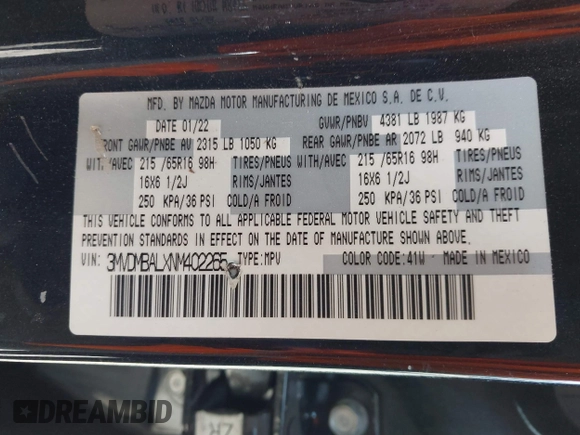 MFD. BY MAZDA MOTOR MANUFACTURING DE MEXICO S.A. DE C.V.
DATE 01/22 GVWR/PNBV 4381 LB 1987 KG
FRONT GAWR/PNBE AV 2315 LB 1050 KG REAR GAWR/PNBE AR 2072 LB 940 KG
WITH/AVEC 215 /65R16 98H TIRES/PNEUS WITH/AVEC 215 /65R16 98H TIRES/PNEUS
16X6 1/2J RIMS/JANTES 16X6 1/2J RIMS/JANTES
250 KPA/36 PSI COLD/A FROID 250 KPA/36 PSI COLD/A FROID
THIS VEHICLE CONFORMS TO ALL APPLICABLE FEDERAL MOTOR VEHICLE SAFETY AND THEFT
PREVENTION STANDARDS IN EFFECT ON THE DATE OF MANUFACTURE SHOWN ABOVE.
VIN: 3MVDMBALXNM402265 TYPE: MPV COLOR CODE: 41W MADE IN MEXICO
DREAMBID